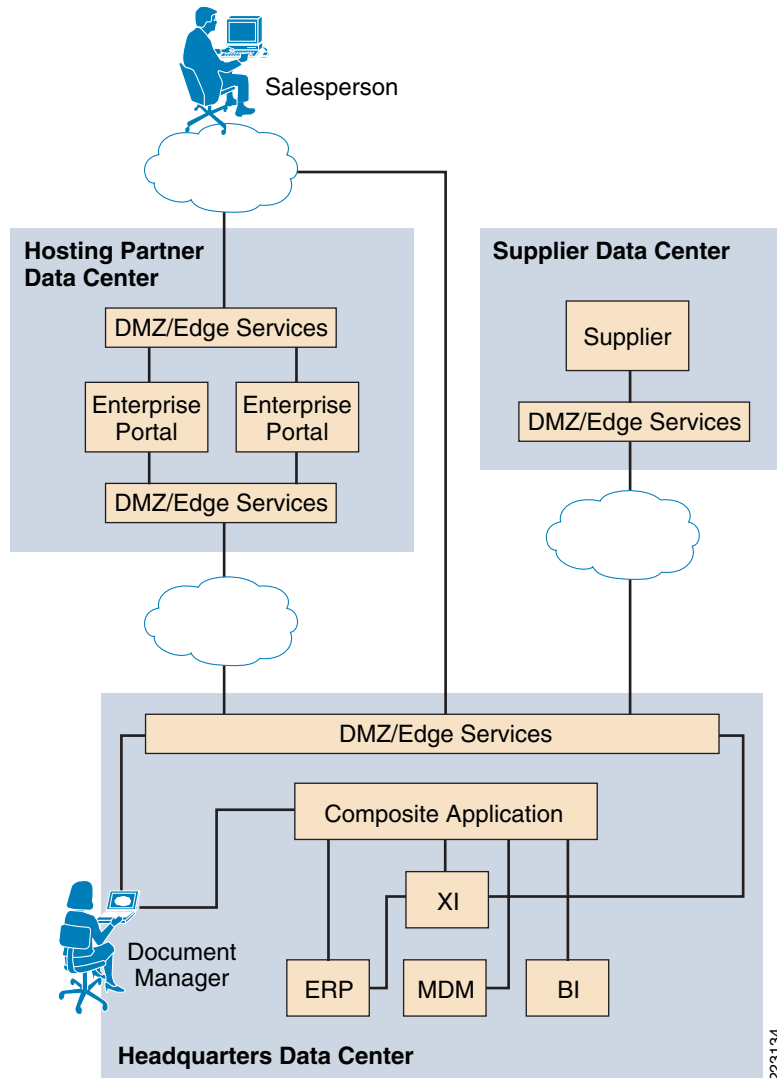 Salesperson
Hosting Partner
Data Center
DMZ/Edge Services
Enterprise
Portal
Enterprise
Portal
DMZ/Edge Services
Supplier Data Center
Supplier
DMZ/Edge Services
DMZ/Edge Services
Composite Application
XI
Document
Manager
ERP
MDM
BI
Headquarters Data Center
223134